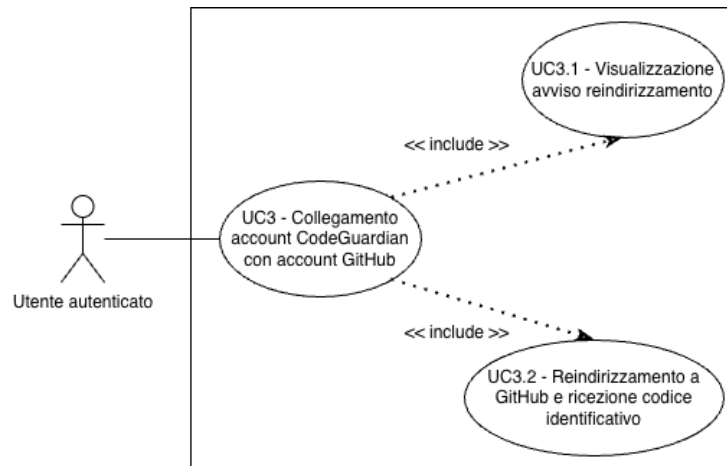 UC3.1 - Visualizzazione
avviso reindirizzamento
<< include >>
UC3 - Collegamento
account CodeGuardian
con account GitHub
Utente autenticato
<< include >>
UC3.2 - Reindirizzamento a
GitHub e ricezione codice
identificativo